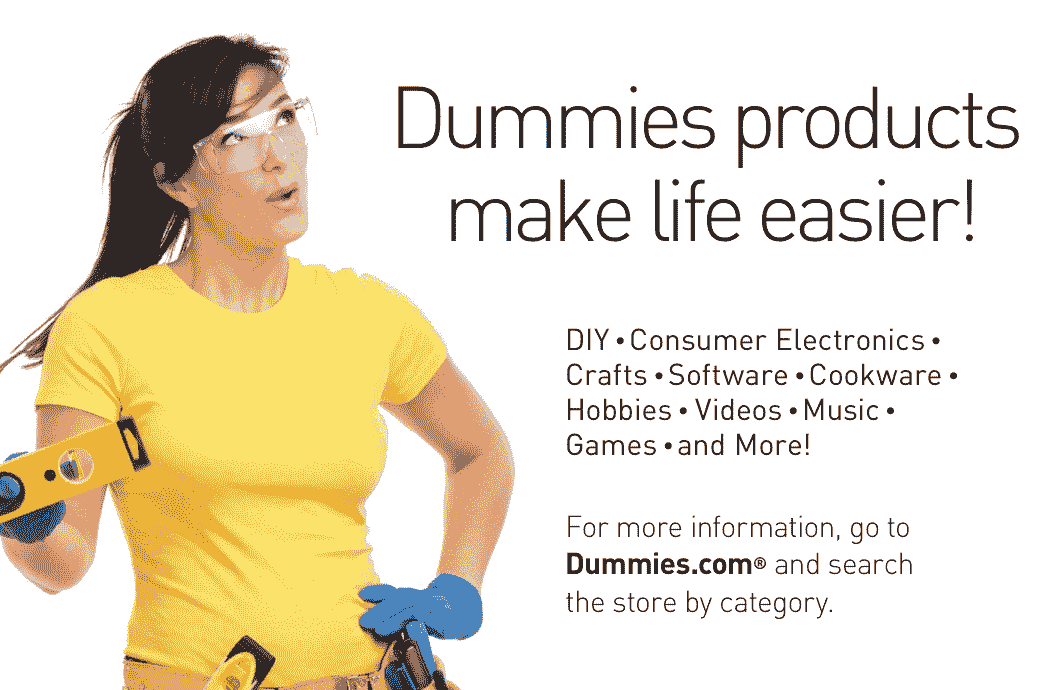 Dummies products
make life easier!
DIY • Consumer Electronics •
Crafts • Software • Cookware •
Hobbies • Videos • Music •
Games • and More!
For more information, go to
Dummies.com® and search
the store by category.